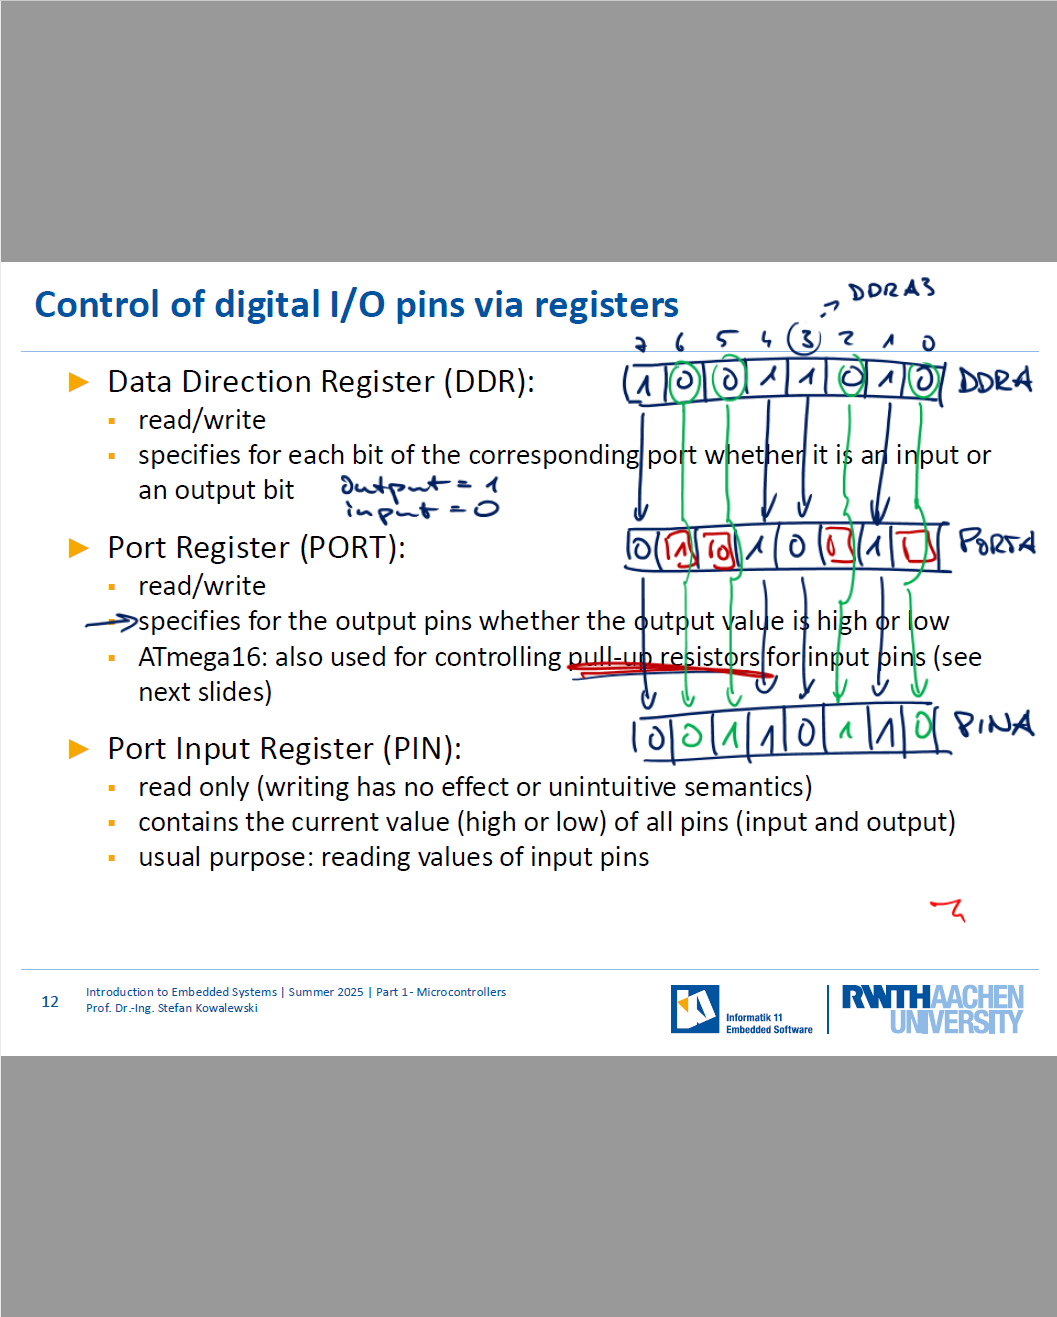 Control of digital I/O pins via registers
DDRA3
7 6 5 4 3 2 1 0
► Data Direction Register (DDR):
1 0 0 1 1 0 1 0 DDRA
▪ read/write
▪ specifies for each bit of the corresponding port whether it is an input or
an output bit
output = 1
input = 0
► Port Register (PORT):
0 1 0 1 0 0 1 PORTA
▪ read/write
▪ specifies for the output pins whether the output value is high or low
▪ ATmega16: also used for controlling pull-up resistors for input pins (see
next slides)
0 0 1 1 0 1 1 0 PINA
► Port Input Register (PIN):
▪ read only (writing has no effect or unintuitive semantics)
▪ contains the current value (high or low) of all pins (input and output)
▪ usual purpose: reading values of input pins
12
Introduction to Embedded Systems | Summer 2025 | Part 1- Microcontrollers
Prof. Dr.-Ing. Stefan Kowalewski
Informatik 11
Embedded Software
RWTHAACHEN
UNIVERSITY